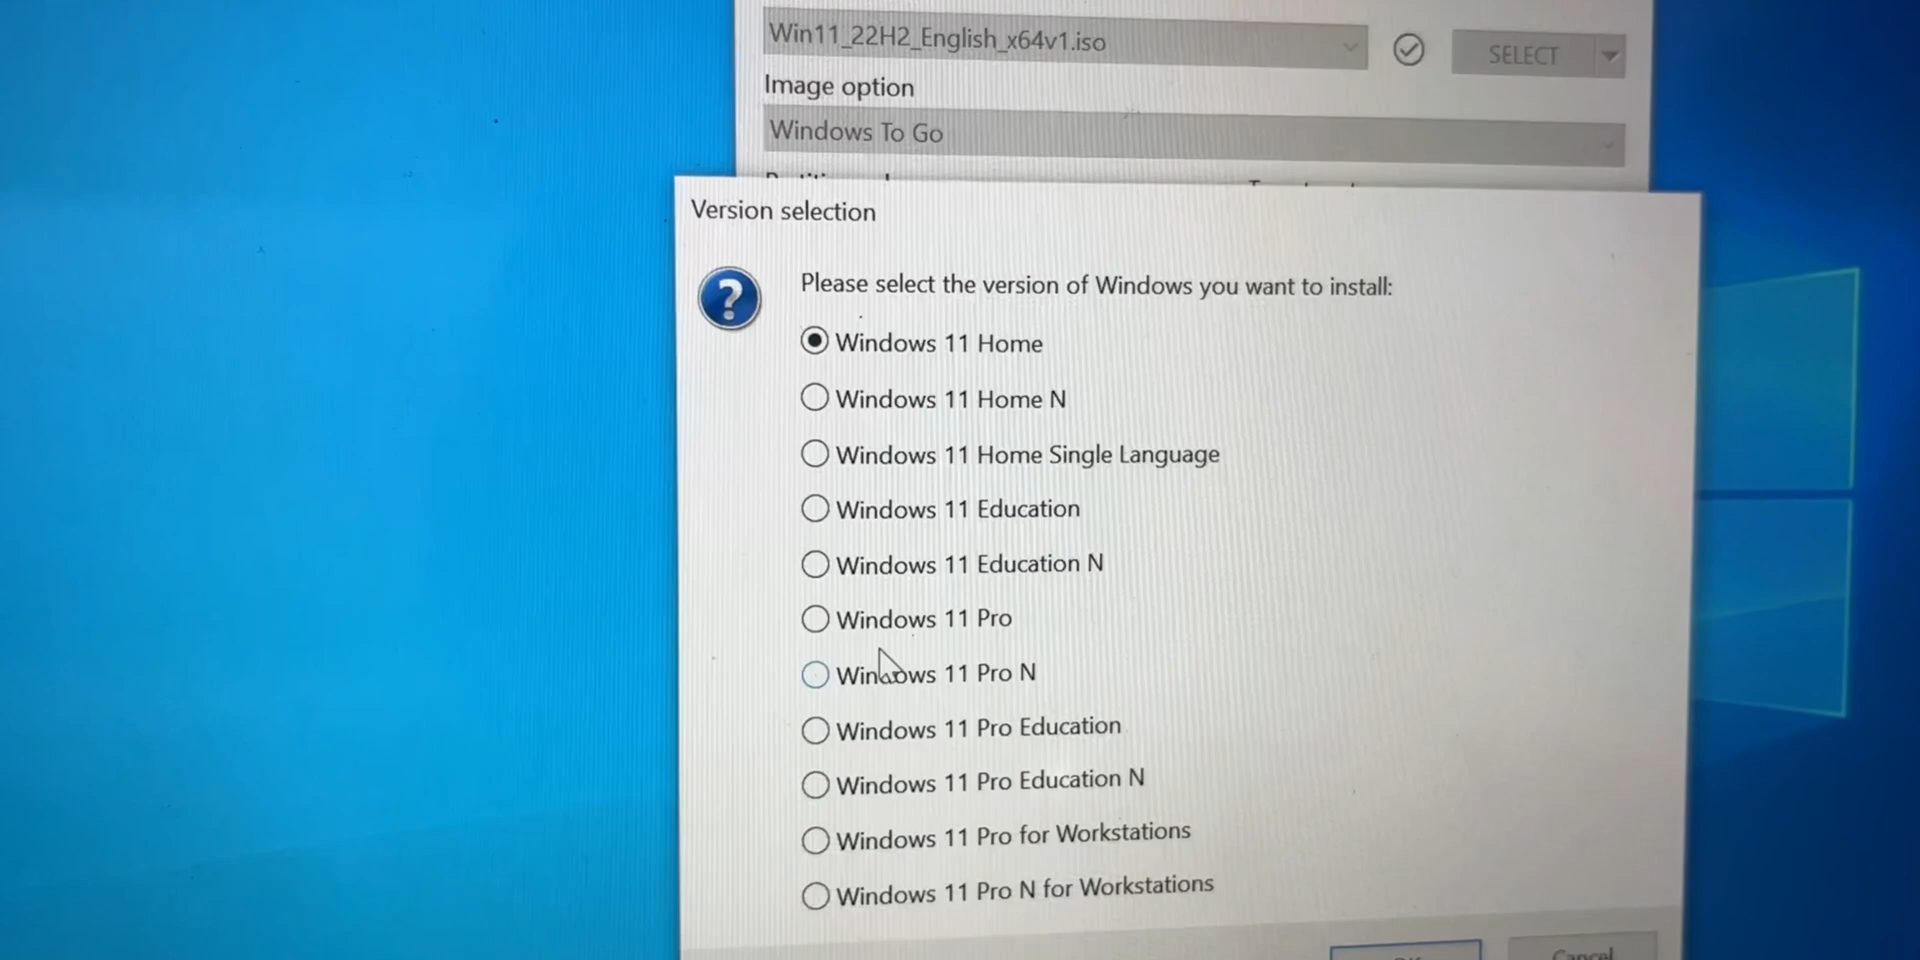 Win11_22H2_English_x64v1.iso
SELECT
Image option
Windows To Go
Version selection
Please select the version of Windows you want to install:
Windows 11 Home
Windows 11 Home N
Windows 11 Home Single Language
Windows 11 Education
Windows 11 Education N
Windows 11 Pro
Windows 11 Pro N
Windows 11 Pro Education
Windows 11 Pro Education N
Windows 11 Pro for Workstations
Windows 11 Pro N for Workstations
Cancel